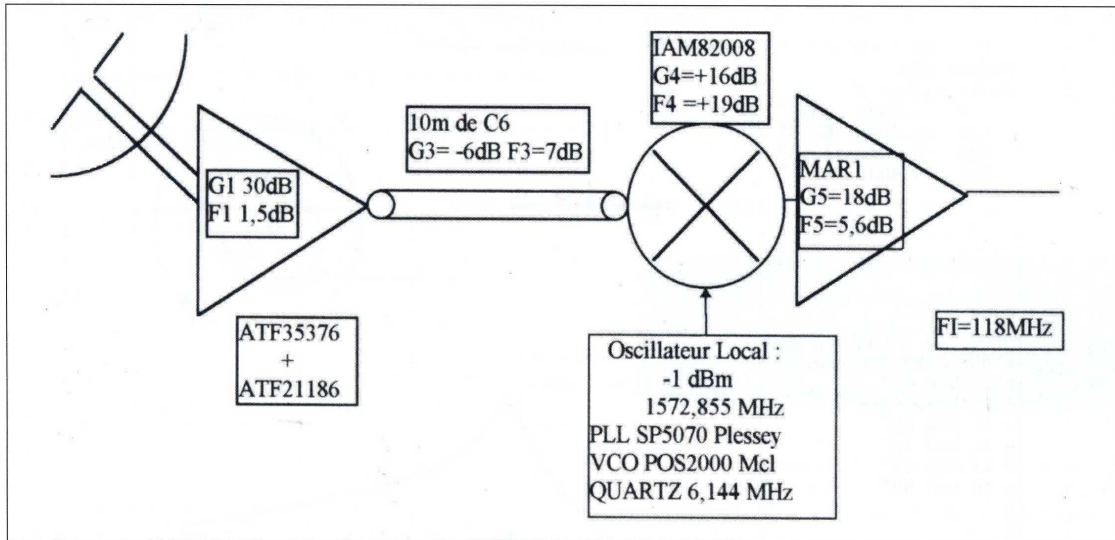 G1 30dB
F1 1,5dB
ATF35376
+
ATF21186
10m de C6
G3= -6dB F3=7dB
IAM82008
G4=+16dB
F4 =+19dB
Oscillateur Local :
-1 dBm
1572,855 MHz
PLL SP5070 Plessey
VCO POS2000 Mcl
QUARTZ 6,144 MHz
MAR1
G5=18dB
F5=5,6dB
FI=118MHz